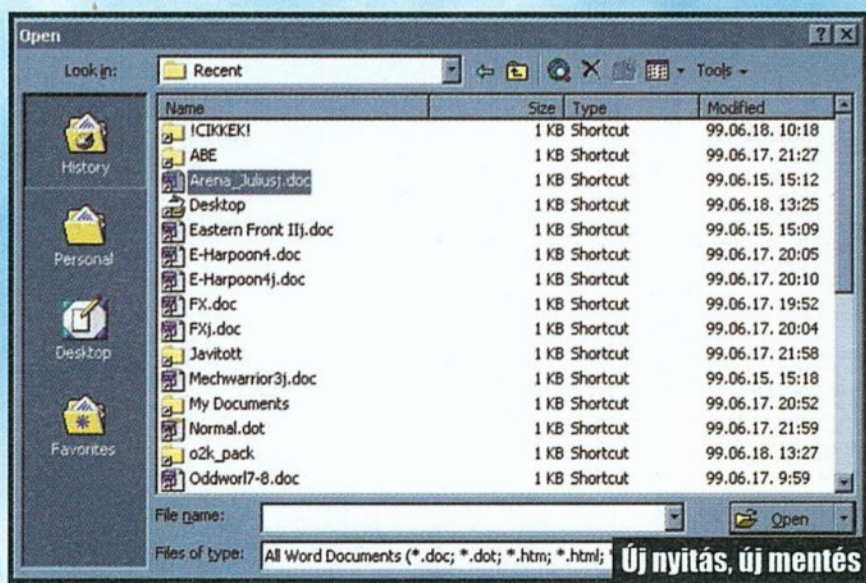 Open
Look in: Recent Tools
Name Size Type Modified
!CIKKEK! 1 KB Shortcut 99.06.18. 10:18
ABE 1 KB Shortcut 99.06.17. 21:27
Arena_Juliusj.doc 1 KB Shortcut 99.06.15. 15:12
Desktop 1 KB Shortcut 99.06.18. 13:25
Eastern Front IIj.doc 1 KB Shortcut 99.06.15. 15:09
E-Harpoon4.doc 1 KB Shortcut 99.06.17. 20:05
E-Harpoon4j.doc 1 KB Shortcut 99.06.17. 20:10
FX.doc 1 KB Shortcut 99.06.17. 19:52
FXj.doc 1 KB Shortcut 99.06.17. 20:04
Javitott 1 KB Shortcut 99.06.17. 21:58
Mechwarrior3j.doc 1 KB Shortcut 99.06.15. 15:18
My Documents 1 KB Shortcut 99.06.17. 20:52
Normal.dot 1 KB Shortcut 99.06.17. 21:59
o2k_pack 1 KB Shortcut 99.06.18. 13:27
Oddworl7-8.doc 1 KB Shortcut 99.06.17. 9:59
History
Personal
Desktop
Favorites
File name: Open
Files of type: All Word Documents (*.doc; *.dot; *.htm; *.html; *
Új nyitás, új mentés